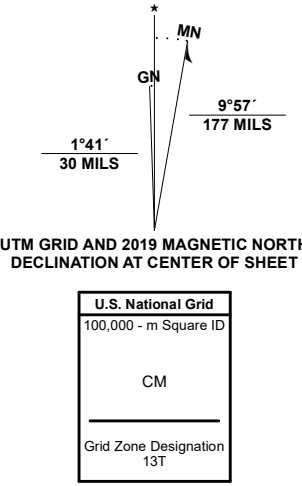 ★
MN
GN
9°57´
177 MILS
1°41´
30 MILS
UTM GRID AND 2019 MAGNETIC NORTH
DECLINATION AT CENTER OF SHEET
U.S. National Grid
100,000 - m Square ID
CM
Grid Zone Designation
13T